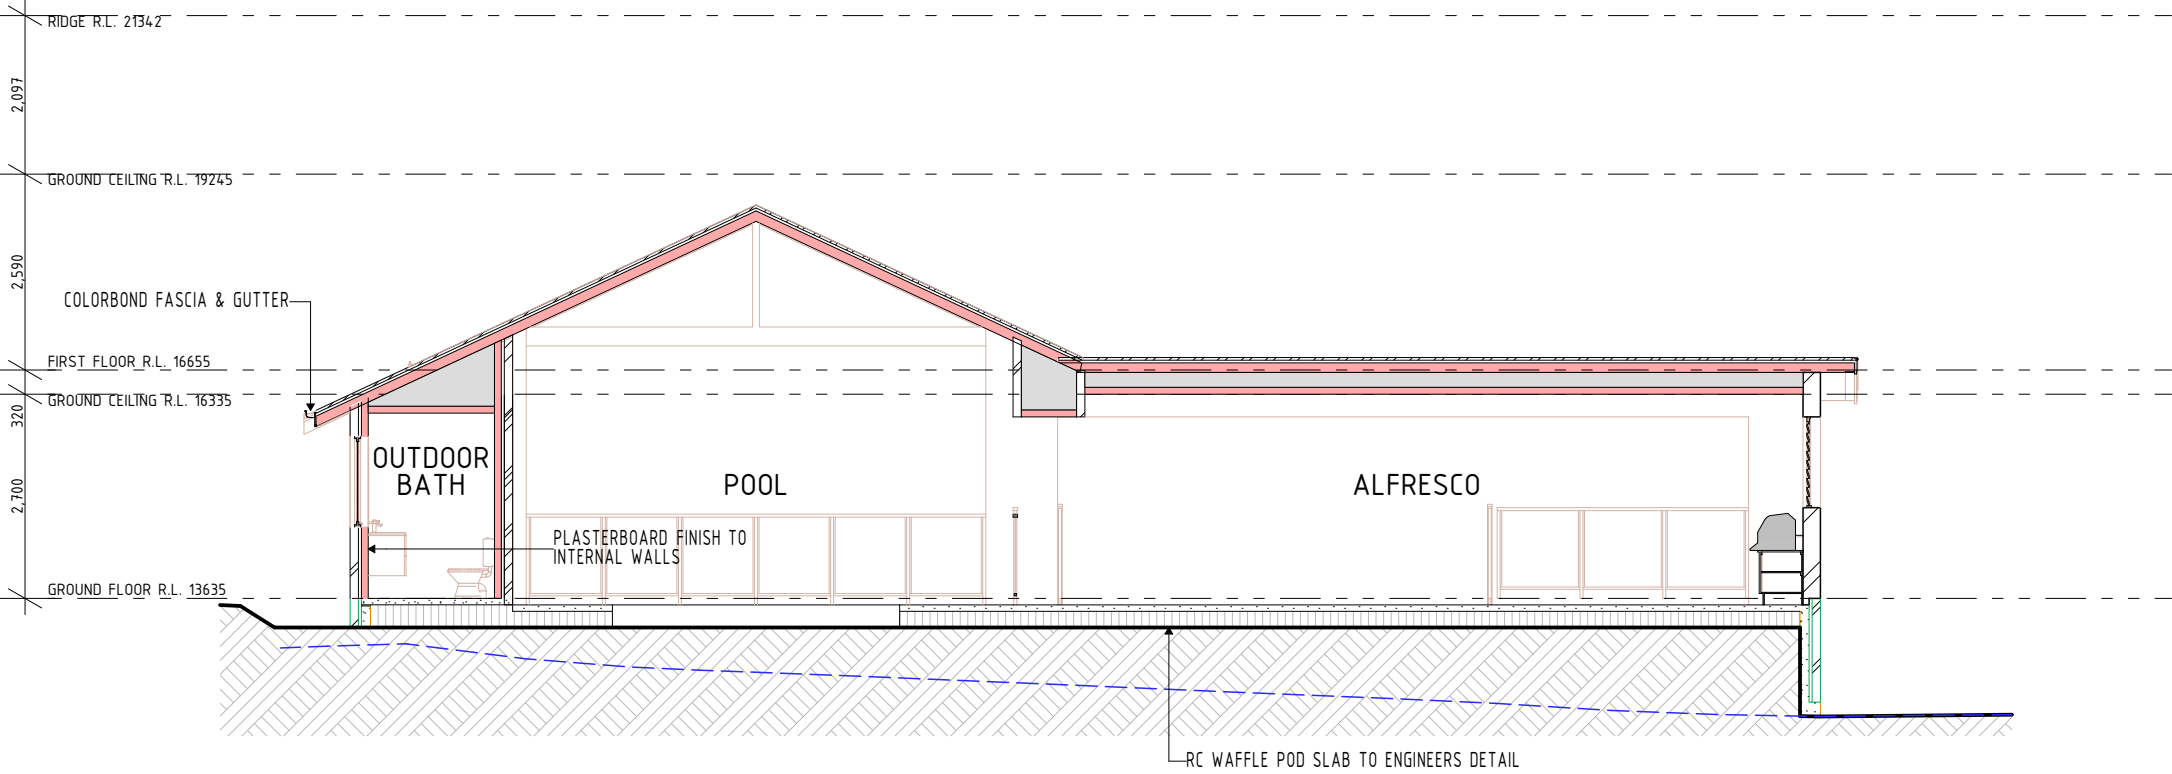 RIDGE R.L. 21342
2,097
GROUND CEILING R.L. 19245
2,590
COLORBOND FASCIA & GUTTER
FIRST FLOOR R.L. 16655
GROUND CEILING R.L. 16335
320
OUTDOOR
BATH
POOL
ALFRESCO
2,700
PLASTERBOARD FINISH TO
INTERNAL WALLS
GROUND FLOOR R.L. 13635
RC WAFFLE POD SLAB TO ENGINEERS DETAIL